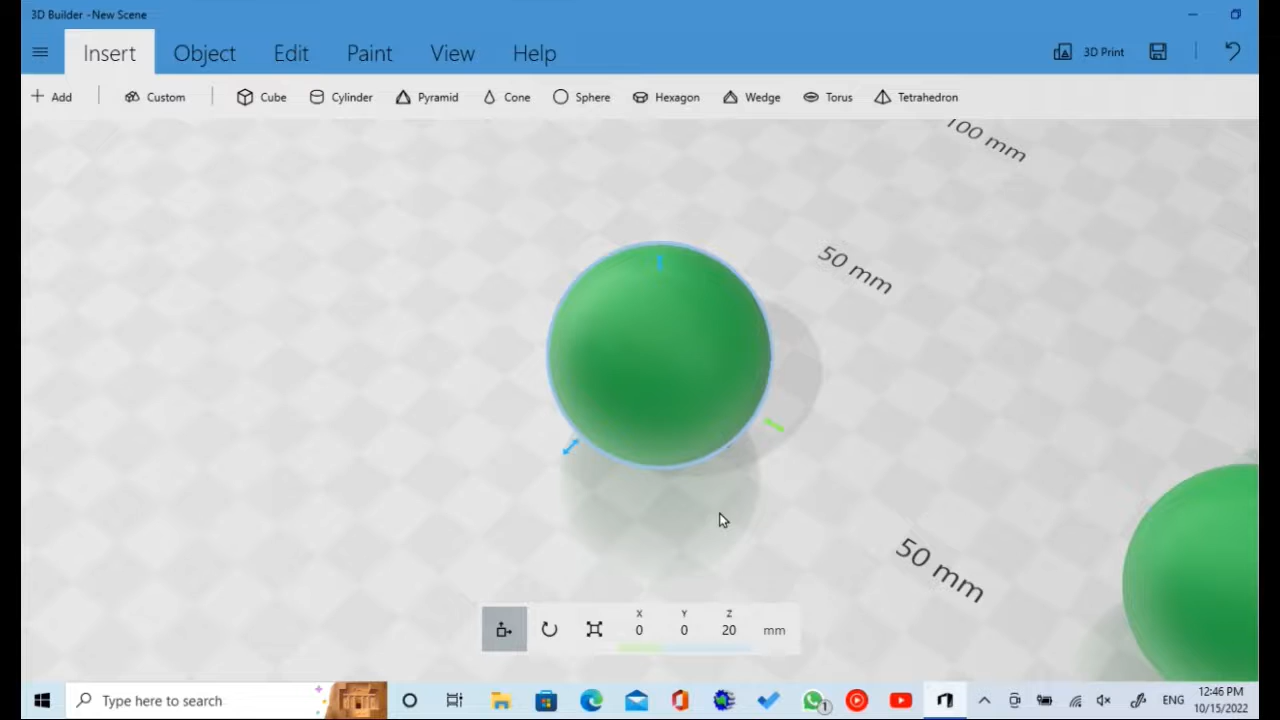 3D Builder -New Scene
Insert Object Edit Paint View Help 3D Print
Add Custom Cube Cylinder Pyramid Cone Sphere Hexagon Wedge Torus Tetrahedron
100 mm
50 mm
50 mm
X Y Z
0 0 20 mm
Type here to search
1
ENG
12:46 PM
10/15/2022